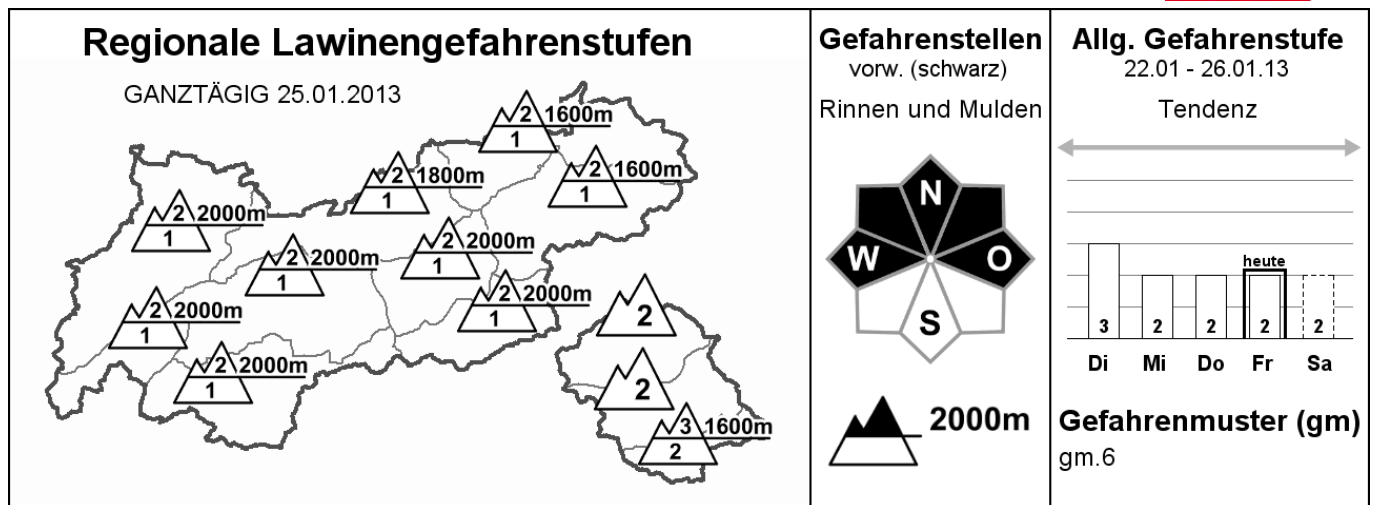 Regionale Lawinengefahrenstufen
GANZTÄGIG 25.01.2013
2 1600m
1
2 1600m
1
2 1800m
1
2 2000m
1
2 2000m
1
2 2000m
1
2 2000m
1
2 2000m
1
2 2000m
1
2
2
3 1600m
2
Gefahrenstellen
vorw. (schwarz)
Rinnen und Mulden
N
W O
S
2000m
Allg. Gefahrenstufe
22.01 - 26.01.13
Tendenz
heute
3 2 2 2 2
Di Mi Do Fr Sa
Gefahrenmuster (gm)
gm.6